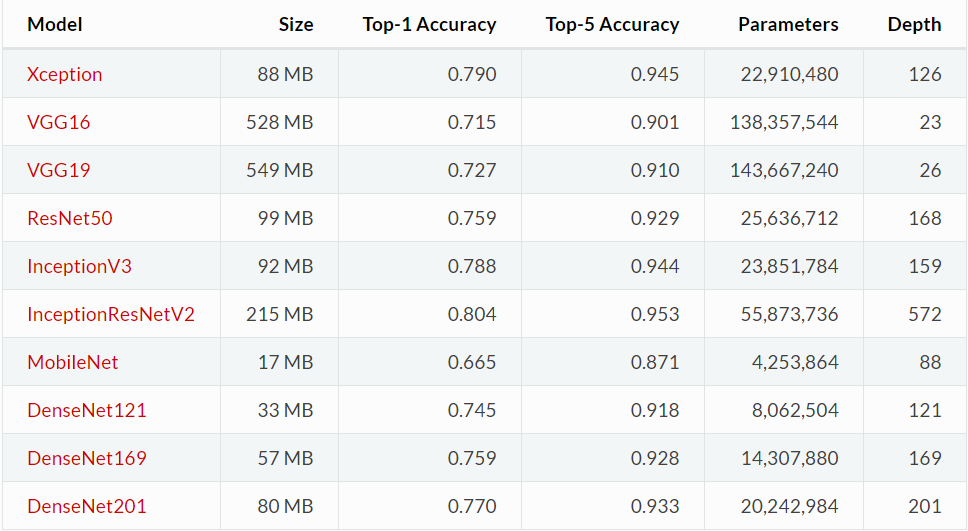 Model Size Top-1 Accuracy Top-5 Accuracy Parameters Depth
Xception 88 MB 0.790 0.945 22,910,480 126
VGG16 528 MB 0.715 0.901 138,357,544 23
VGG19 549 MB 0.727 0.910 143,667,240 26
ResNet50 99 MB 0.759 0.929 25,636,712 168
InceptionV3 92 MB 0.788 0.944 23,851,784 159
InceptionResNetV2 215 MB 0.804 0.953 55,873,736 572
MobileNet 17 MB 0.665 0.871 4,253,864 88
DenseNet121 33 MB 0.745 0.918 8,062,504 121
DenseNet169 57 MB 0.759 0.928 14,307,880 169
DenseNet201 80 MB 0.770 0.933 20,242,984 201